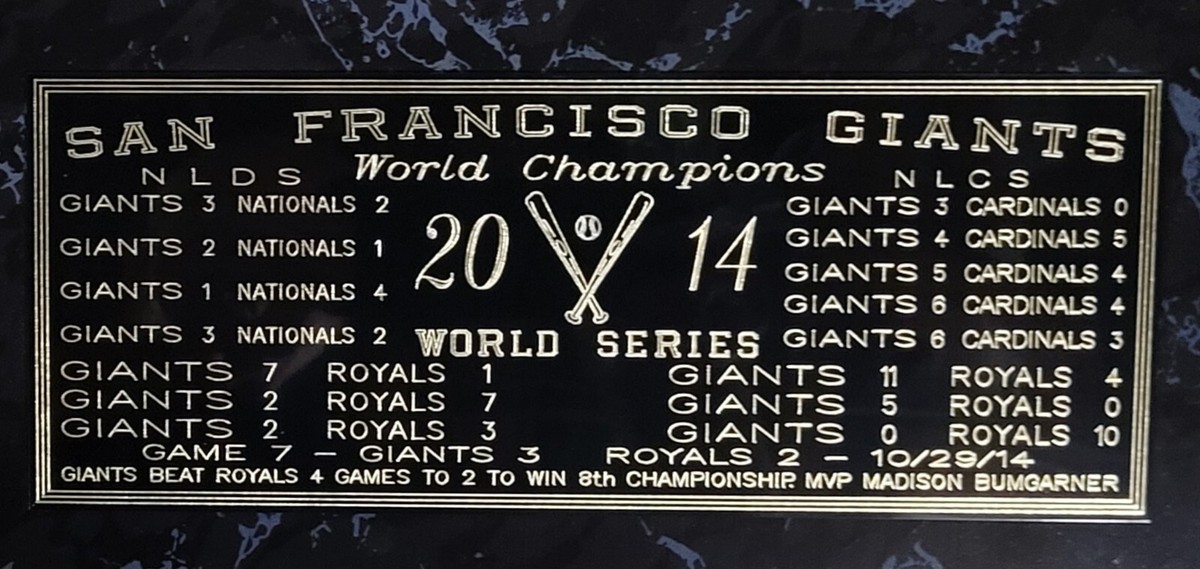 SAN FRANCISCO GIANTS
World Champions
NLDS
GIANTS 3 NATIONALS 2
GIANTS 2 NATIONALS 1
GIANTS 1 NATIONALS 4
GIANTS 3 NATIONALS 2
20 14
NLCS
GIANTS 3 CARDINALS 0
GIANTS 4 CARDINALS 5
GIANTS 5 CARDINALS 4
GIANTS 6 CARDINALS 4
GIANTS 6 CARDINALS 3
WORLD SERIES
GIANTS 7 ROYALS 1
GIANTS 2 ROYALS 7
GIANTS 2 ROYALS 3
GIANTS 11 ROYALS 4
GIANTS 5 ROYALS 0
GIANTS 0 ROYALS 10
GAME 7 – GIANTS 3 ROYALS 2 – 10/29/14
GIANTS BEAT ROYALS 4 GAMES TO 2 TO WIN 8th CHAMPIONSHIP. MVP MADISON BUMGARNER